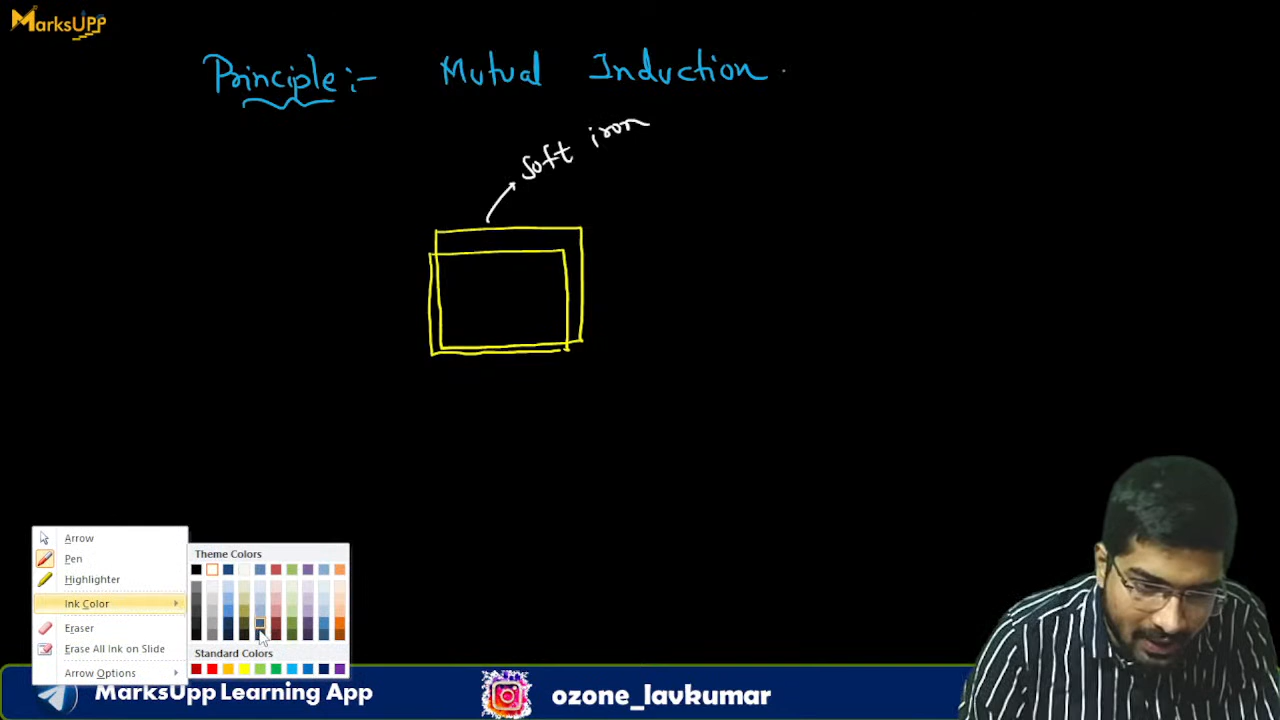 MarksUPP
Principle:- Mutual Induction.
Soft iron
Arrow
Pen
Highlighter
Ink Color
Eraser
Erase All Ink on Slide
Arrow Options
Theme Colors
Standard Colors
MarksUpp Learning App
ozone_lavkumar